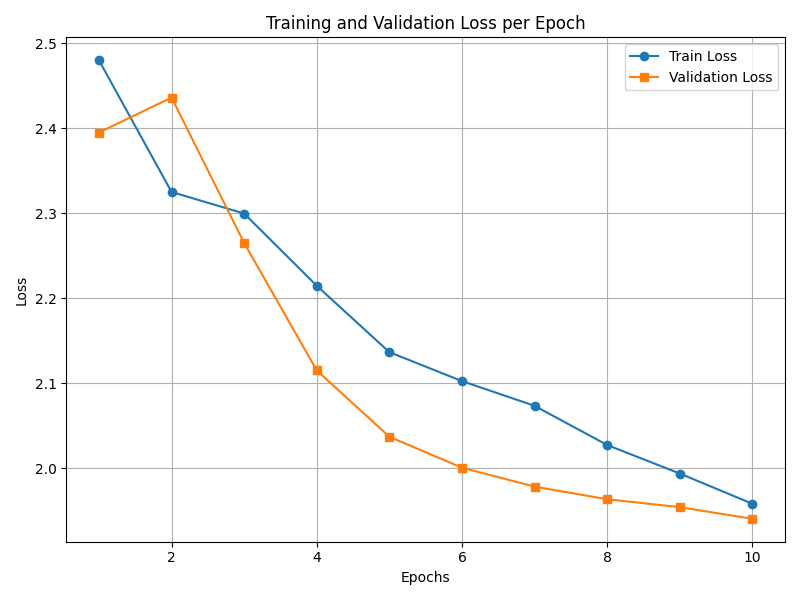 Training and Validation Loss per Epoch
Train Loss
Validation Loss
2.5
2.4
2.3
2.2
2.1
2.0
Loss
2 4 6 8 10
Epochs